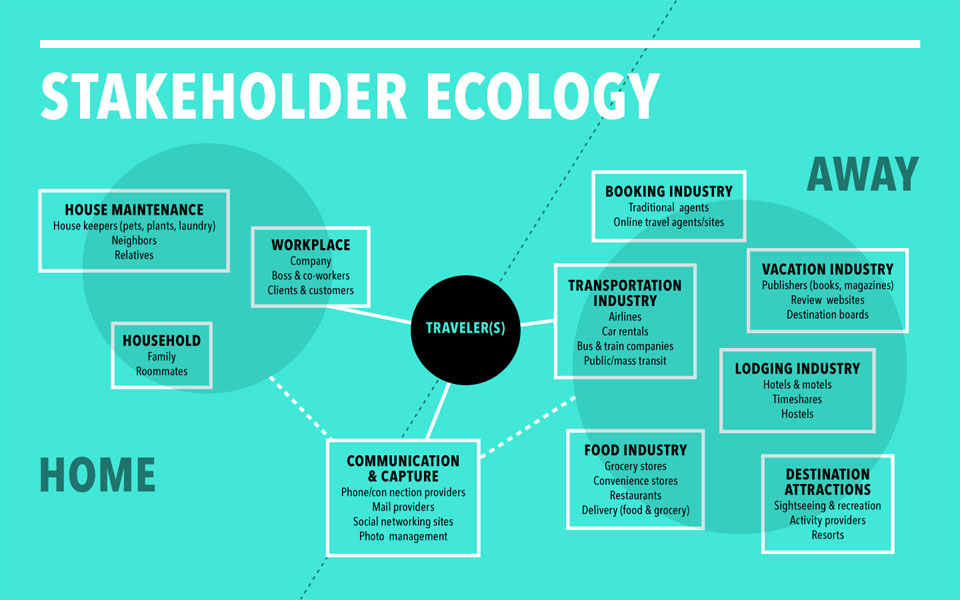 STAKEHOLDER ECOLOGY
AWAY
HOUSE MAINTENANCE
House keepers (pets, plants, laundry)
Neighbors
Relatives
WORKPLACE
Company
Boss & co-workers
Clients & customers
HOUSEHOLD
Family
Roommates
HOME
TRAVELER(S)
COMMUNICATION
& CAPTURE
Phone/con nection providers
Mail providers
Social networking sites
Photo management
BOOKING INDUSTRY
Traditional agents
Online travel agents/sites
TRANSPORTATION
INDUSTRY
Airlines
Car rentals
Bus & train companies
Public/mass transit
VACATION INDUSTRY
Publishers (books, magazines)
Review websites
Destination boards
LODGING INDUSTRY
Hotels & motels
Timeshares
Hostels
FOOD INDUSTRY
Grocery stores
Convenience stores
Restaurants
Delivery (food & grocery)
DESTINATION
ATTRACTIONS
Sightseeing & recreation
Activity providers
Resorts